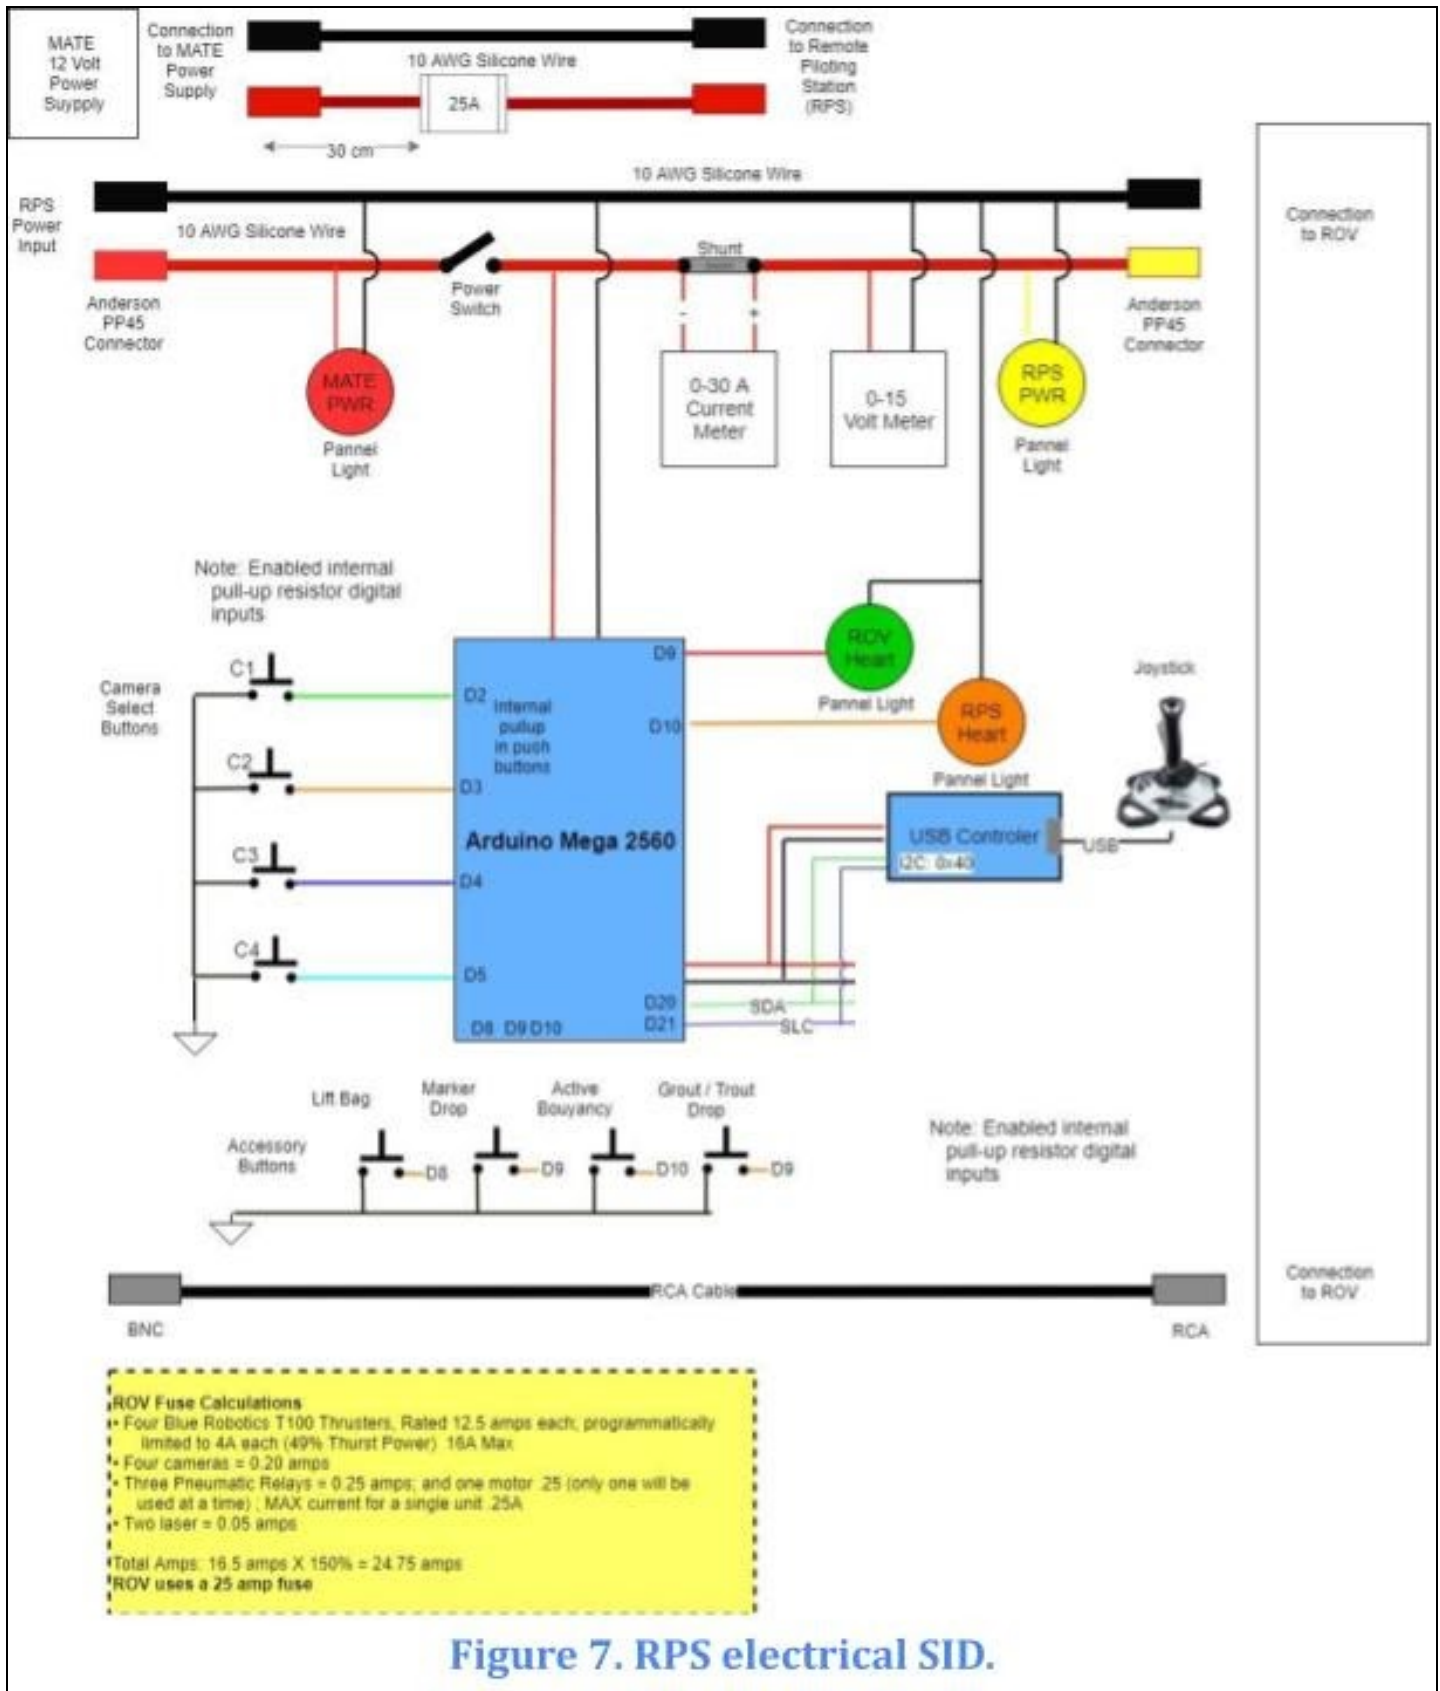 MATE
12 Volt
Power
Suypply
Connection
to MATE
Power
Supply
10 AWG Silicone Wire
25A
30 cm
Connection
to Remote
Piloting
Station
(RPS)
10 AWG Silicone Wire
RPS
Power
Input
10 AWG Silicone Wire
Anderson
PP45
Connector
Power
Switch
Shunt
-
+
MATE
PWR
Pannel
Light
0-30 A
Current
Meter
0-15
Volt Meter
RPS
PWR
Pannel
Light
Anderson
PP45
Connector
Connection
to ROV
Note: Enabled internal
pull-up resistor digital
inputs
Camera
Select
Buttons
C1
C2
C3
C4
D2
D3
D4
D5
Internal
pullup
in push
buttons
Arduino Mega 2560
D9
D10
D20
D21
D8 D9 D10
ROV
Heart
Pannel Light
RPS
Heart
Pannel Light
Joystick
USB Controler
I2C: 0x40
USB
SDA
SLC
Accessory
Buttons
Lift Bag
Marker
Drop
Active
Bouyancy
Grout / Trout
Drop
D8
D9
D10
D9
Note: Enabled internal
pull-up resistor digital
inputs
BNC
RCA Cable
RCA
Connection
to ROV
ROV Fuse Calculations
• Four Blue Robotics T100 Thrusters, Rated 12.5 amps each; programmatically
limited to 4A each (49% Thurst Power) 16A Max
• Four cameras = 0.20 amps
• Three Pneumatic Relays = 0.25 amps; and one motor .25 (only one will be
used at a time) ; MAX current for a single unit .25A
• Two laser = 0.05 amps
Total Amps: 16.5 amps X 150% = 24.75 amps
ROV uses a 25 amp fuse
Figure 7. RPS electrical SID.